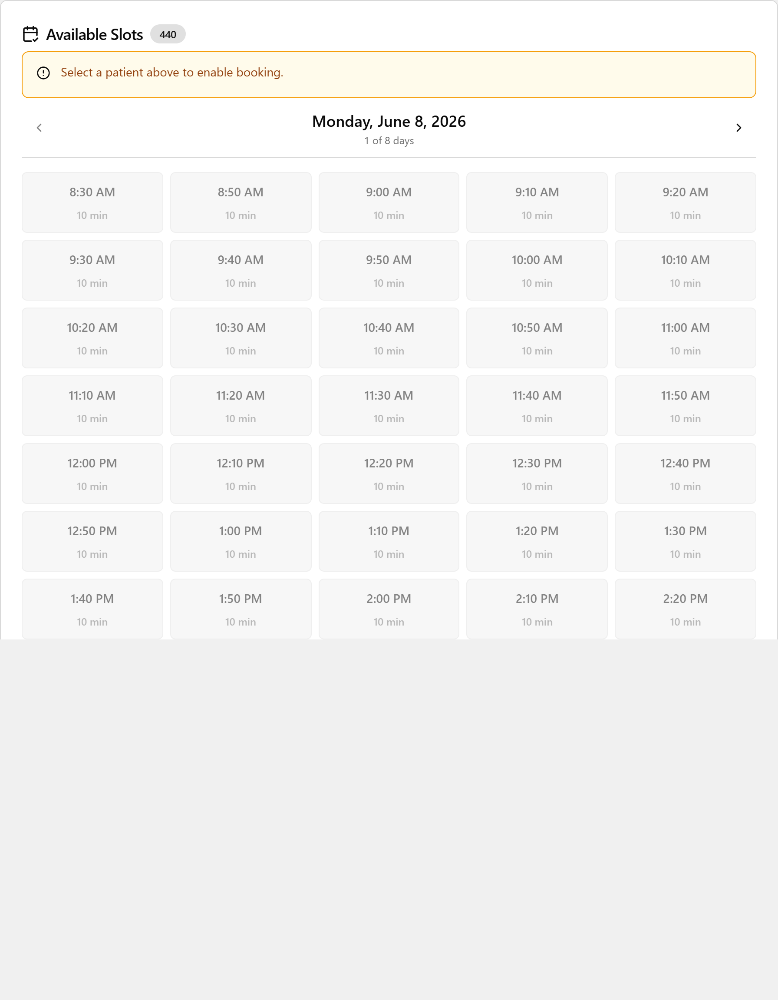 Available Slots 440
Select a patient above to enable booking.
Monday, June 8, 2026
1 of 8 days
8:30 AM 8:50 AM 9:00 AM 9:10 AM 9:20 AM
10 min 10 min 10 min 10 min 10 min
9:30 AM 9:40 AM 9:50 AM 10:00 AM 10:10 AM
10 min 10 min 10 min 10 min 10 min
10:20 AM 10:30 AM 10:40 AM 10:50 AM 11:00 AM
10 min 10 min 10 min 10 min 10 min
11:10 AM 11:20 AM 11:30 AM 11:40 AM 11:50 AM
10 min 10 min 10 min 10 min 10 min
12:00 PM 12:10 PM 12:20 PM 12:30 PM 12:40 PM
10 min 10 min 10 min 10 min 10 min
12:50 PM 1:00 PM 1:10 PM 1:20 PM 1:30 PM
10 min 10 min 10 min 10 min 10 min
1:40 PM 1:50 PM 2:00 PM 2:10 PM 2:20 PM
10 min 10 min 10 min 10 min 10 min